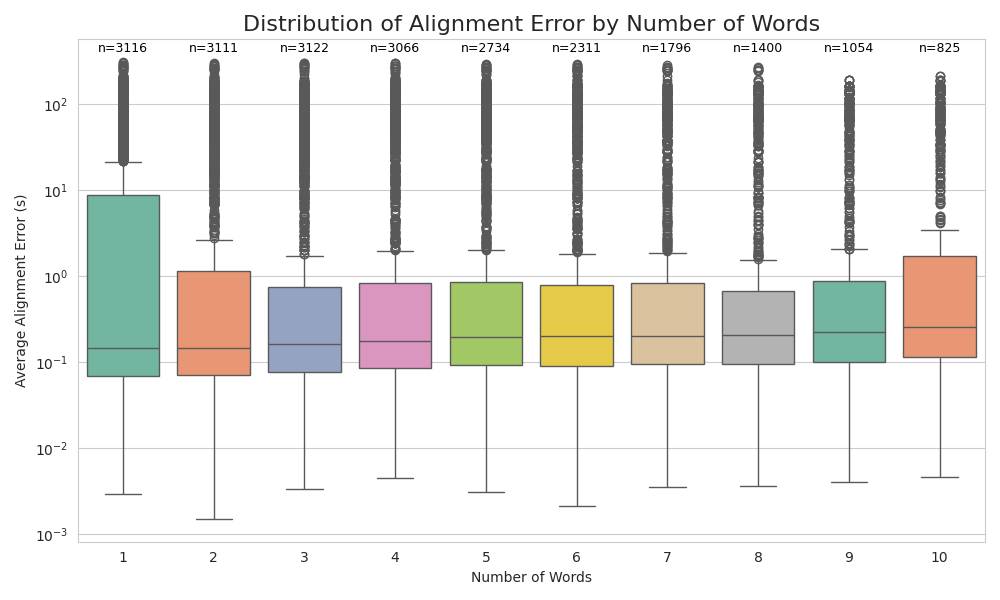 Distribution of Alignment Error by Number of Words
n=3116 n=3111 n=3122 n=3066 n=2734 n=2311 n=1796 n=1400 n=1054 n=825
10²
10¹
10⁰
10⁻¹
10⁻²
10⁻³
Average Alignment Error (s)
1 2 3 4 5 6 7 8 9 10
Number of Words